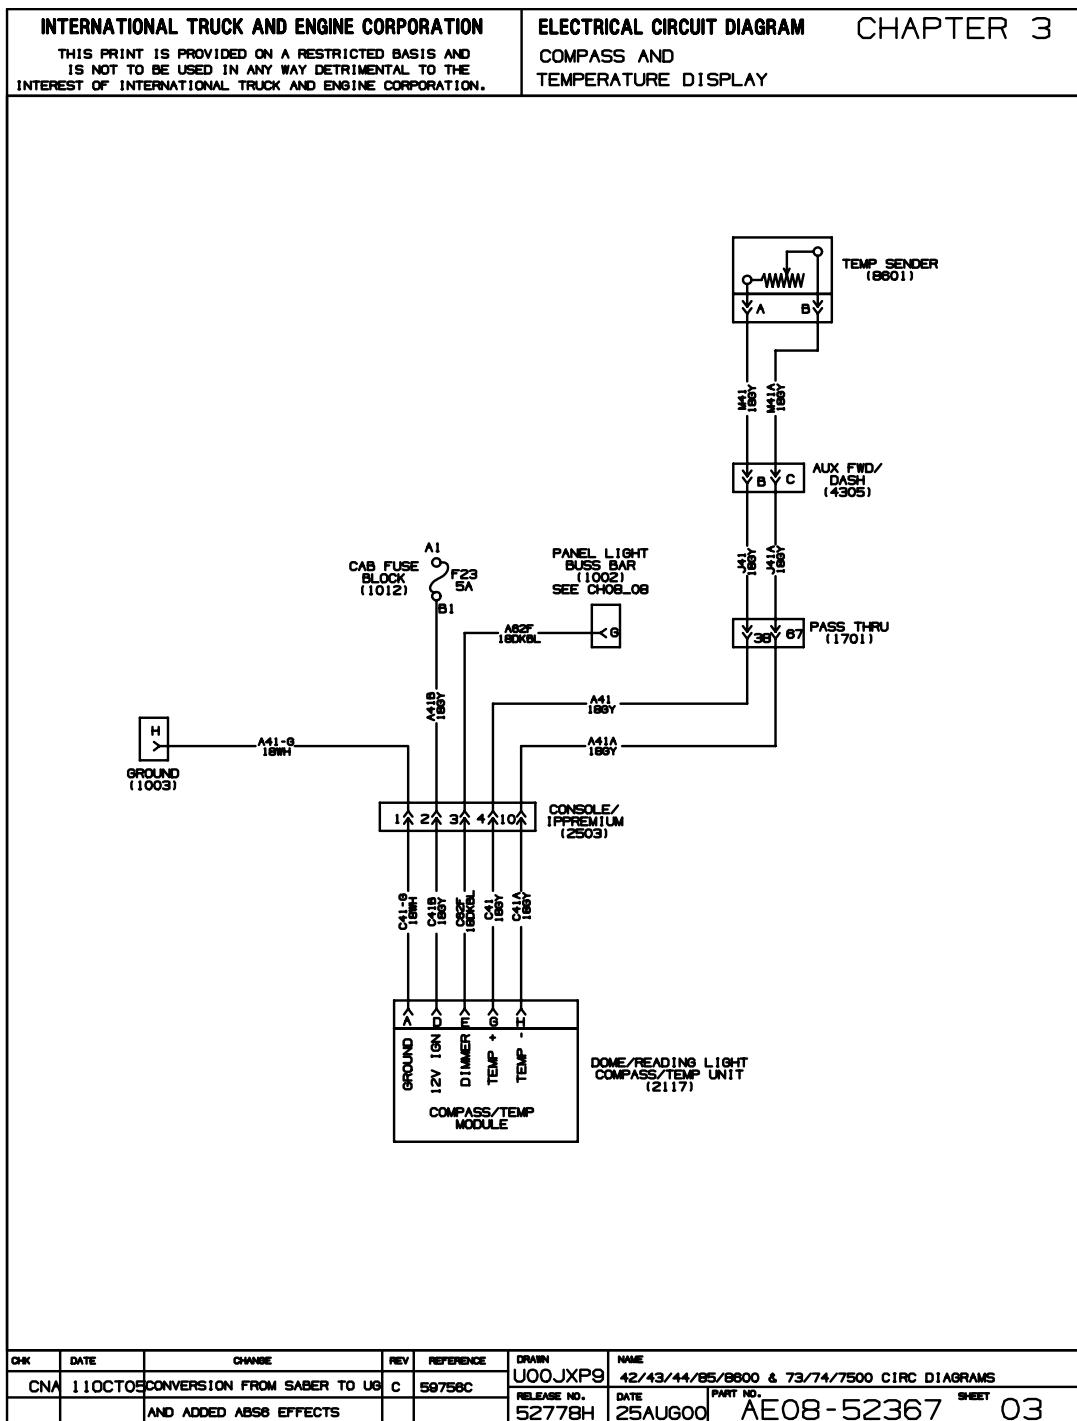 INTERNATIONAL TRUCK AND ENGINE CORPORATION
THIS PRINT IS PROVIDED ON A RESTRICTED BASIS AND
IS NOT TO BE USED IN ANY WAY DETRIMENTAL TO THE
INTEREST OF INTERNATIONAL TRUCK AND ENGINE CORPORATION.
ELECTRICAL CIRCUIT DIAGRAM
CHAPTER 3
COMPASS AND
TEMPERATURE DISPLAY
TEMP SENDER
(8601)
A
B
M41
18GY
M41A
18GY
AUX FWD/
DASH
(4305)
B
C
J41
18GY
J41A
18GY
PASS THRU
(1701)
38
67
CAB FUSE
BLOCK
(1012)
A1
F23
5A
B1
PANEL LIGHT
BUSS BAR
(1002)
SEE CH08_08
G
A62F
18DKBL
A41B
18GY
A41
18GY
A41A
18GY
H
GROUND
(1003)
A41-G
18WH
1
2
3
4
10
CONSOLE/
IPPREMIUM
(2503)
C41-G
18WH
C41B
18GY
C62F
18DKBL
C41
18GY
C41A
18GY
A
D
E
G
H
GROUND
12V IGN
DIMMER
TEMP +
TEMP -
COMPASS/TEMP
MODULE
DOME/READING LIGHT
COMPASS/TEMP UNIT
(2117)
CHK
DATE
CHANGE
REV
REFERENCE
CNA
11OCT05
CONVERSION FROM SABER TO UG
C
59756C
AND ADDED ABS6 EFFECTS
DRAWN
U00JXP9
NAME
42/43/44/85/8600 & 73/74/7500 CIRC DIAGRAMS
RELEASE NO.
52778H
DATE
25AUG00
PART NO.
AE08-52367
SHEET
03